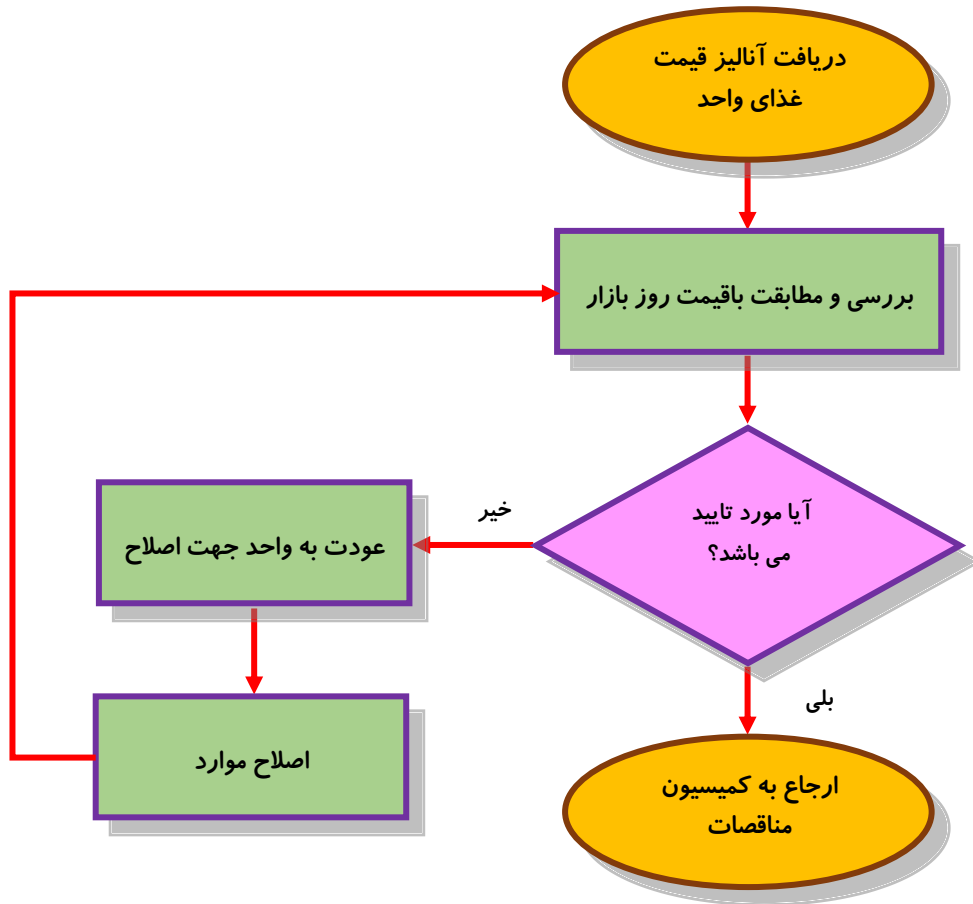 دریافت آنالیز قیمت
غذای واحد
بررسی و مطابقت باقیمت روز بازار
آیا مورد تایید
می باشد؟
خیر
عودت به واحد جهت اصلاح
اصلاح موارد
بلی
ارجاع به کمیسیون
مناقصات